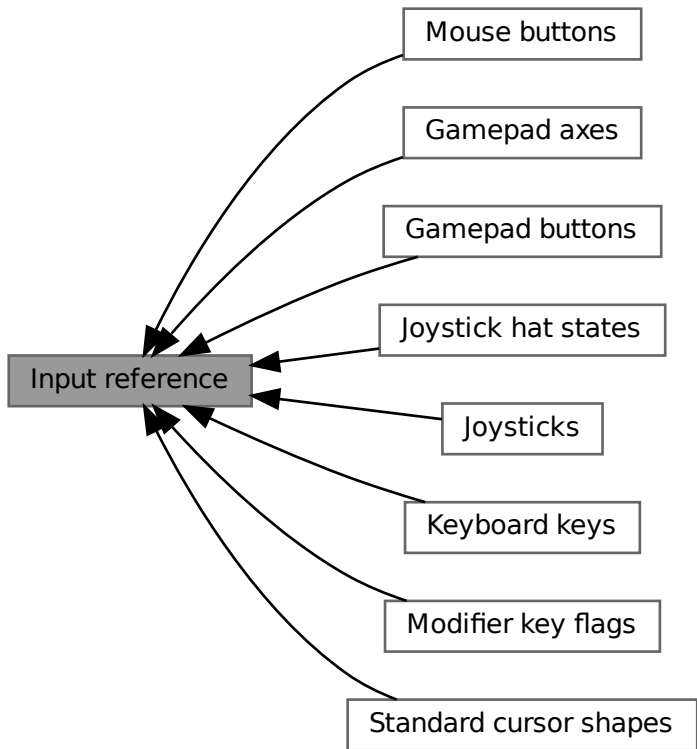 Mouse buttons
Gamepad axes
Gamepad buttons
Joystick hat states
Input reference
Joysticks
Keyboard keys
Modifier key flags
Standard cursor shapes